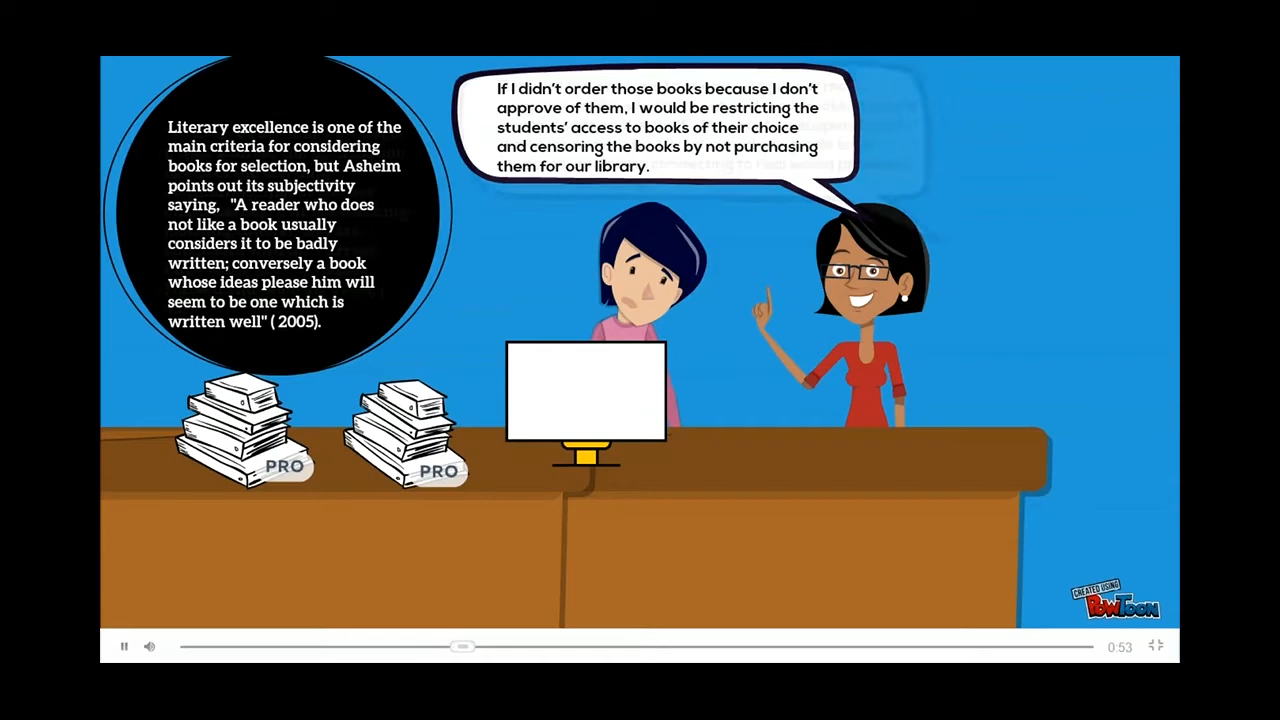 Literary excellence is one of the
main criteria for considering
books for selection, but Asheim
points out its subjectivity
saying, "A reader who does
not like a book usually
considers it to be badly
written; conversely a book
whose ideas please him will
seem to be one which is
written well" ( 2005).
If I didn't order those books because I don't
approve of them, I would be restricting the
students' access to books of their choice
and censoring the books by not purchasing
them for our library.
PRO
PRO
CREATED USING
POWTOON
0:53